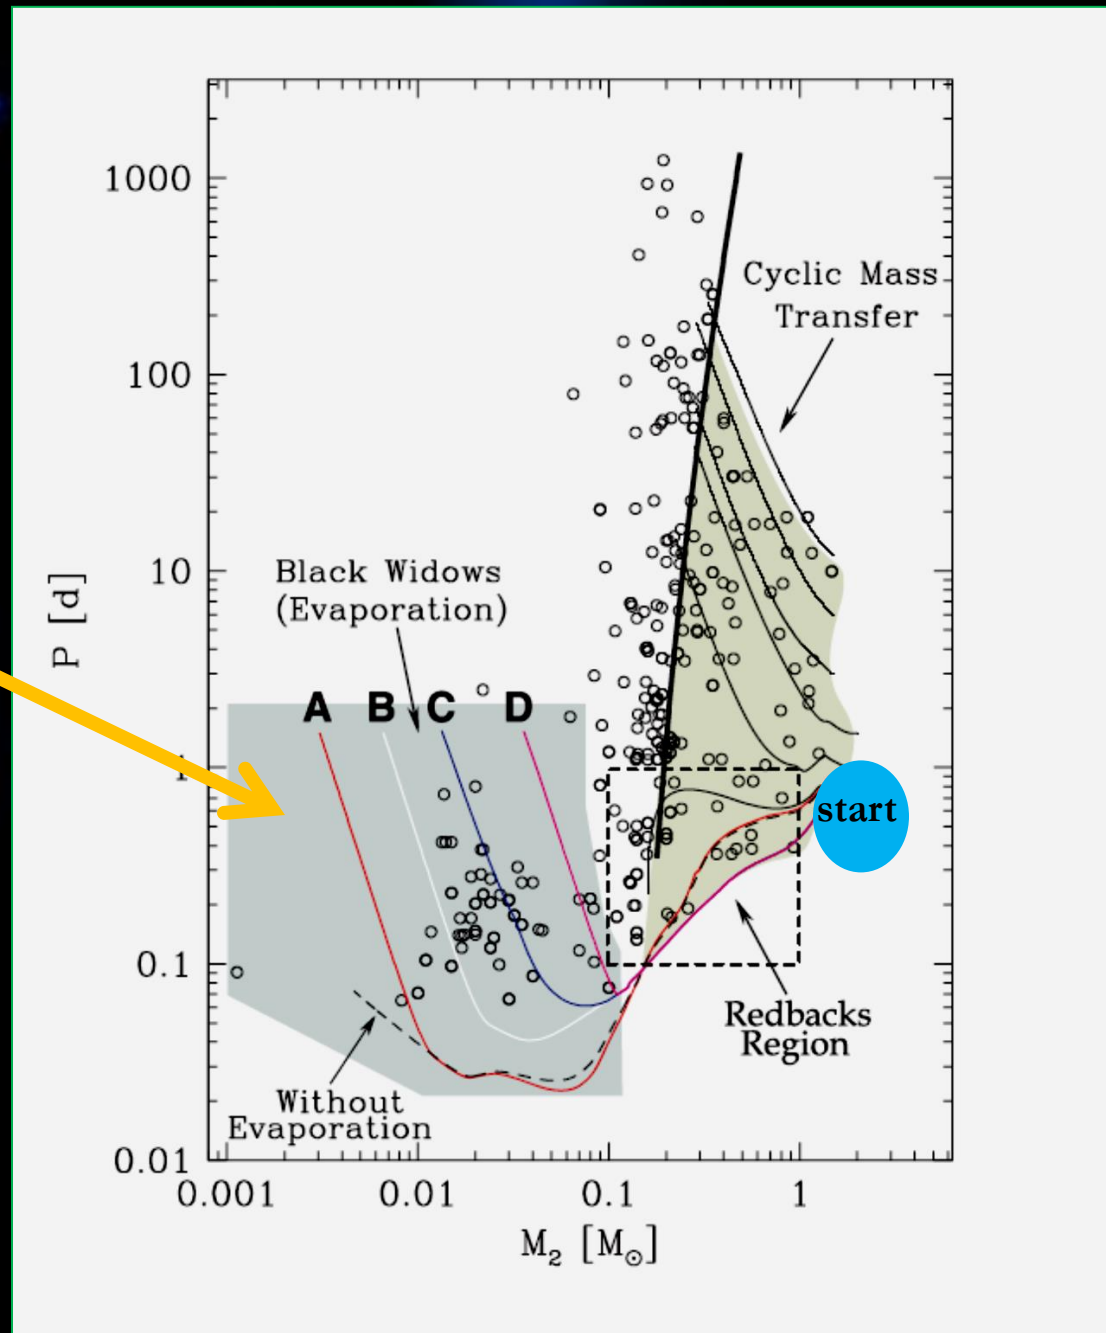 1000
Cyclic Mass
Transfer
100
10
Black Widows
(Evaporation)
P [d]
A B C D
1
start
0.1
Redbacks
Region
Without
Evaporation
0.01
0.001 0.01 0.1 1
M₂ [M☉]